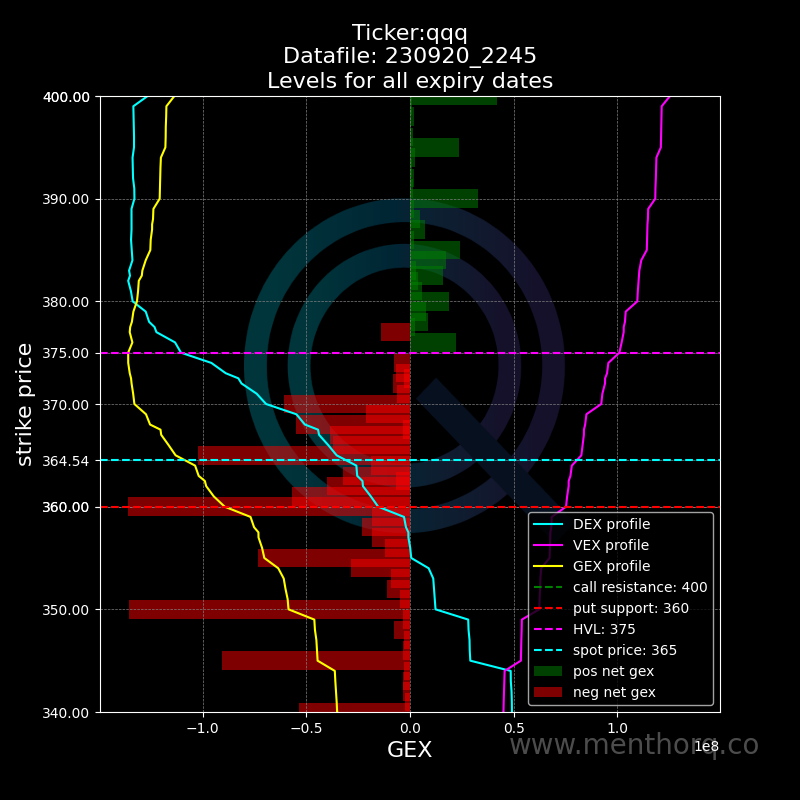 Ticker:qqq
Datafile: 230920_2245
Levels for all expiry dates
400.00
390.00
380.00
375.00
370.00
364.54
360.00
350.00
340.00
strike price
−1.0
−0.5
0.0
0.5
1.0
1e8
GEX
DEX profile
VEX profile
GEX profile
call resistance: 400
put support: 360
HVL: 375
spot price: 365
pos net gex
neg net gex
www.menthorq.co